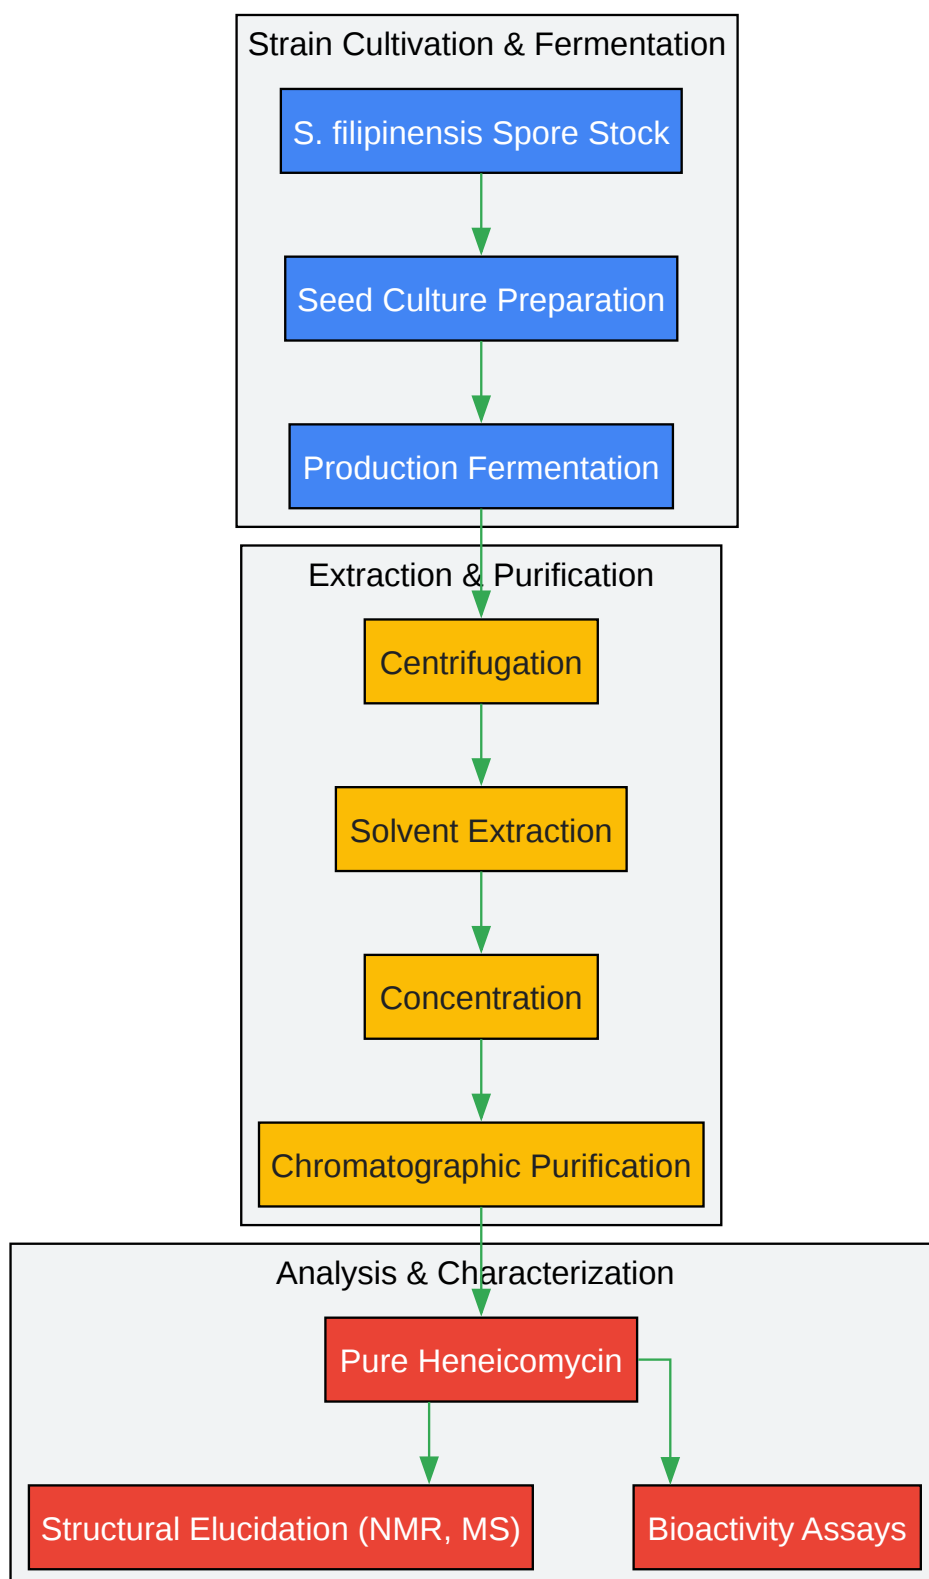 Strain Cultivation & Fermentation
S. filipinensis Spore Stock
Seed Culture Preparation
Production Fermentation
Extraction & Purification
Centrifugation
Solvent Extraction
Concentration
Chromatographic Purification
Analysis & Characterization
Pure Heneicomycin
Structural Elucidation (NMR, MS)
Bioactivity Assays